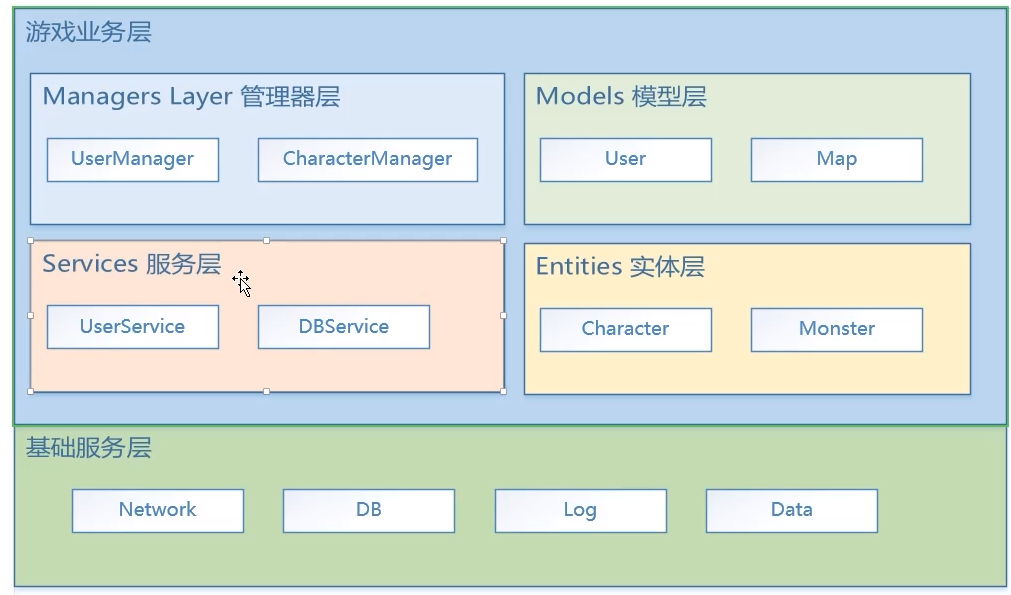 游戏业务层
Managers Layer 管理器层
UserManager
CharacterManager
Models 模型层
User
Map
Services 服务层
UserService
DBService
Entities 实体层
Character
Monster
基础服务层
Network
DB
Log
Data